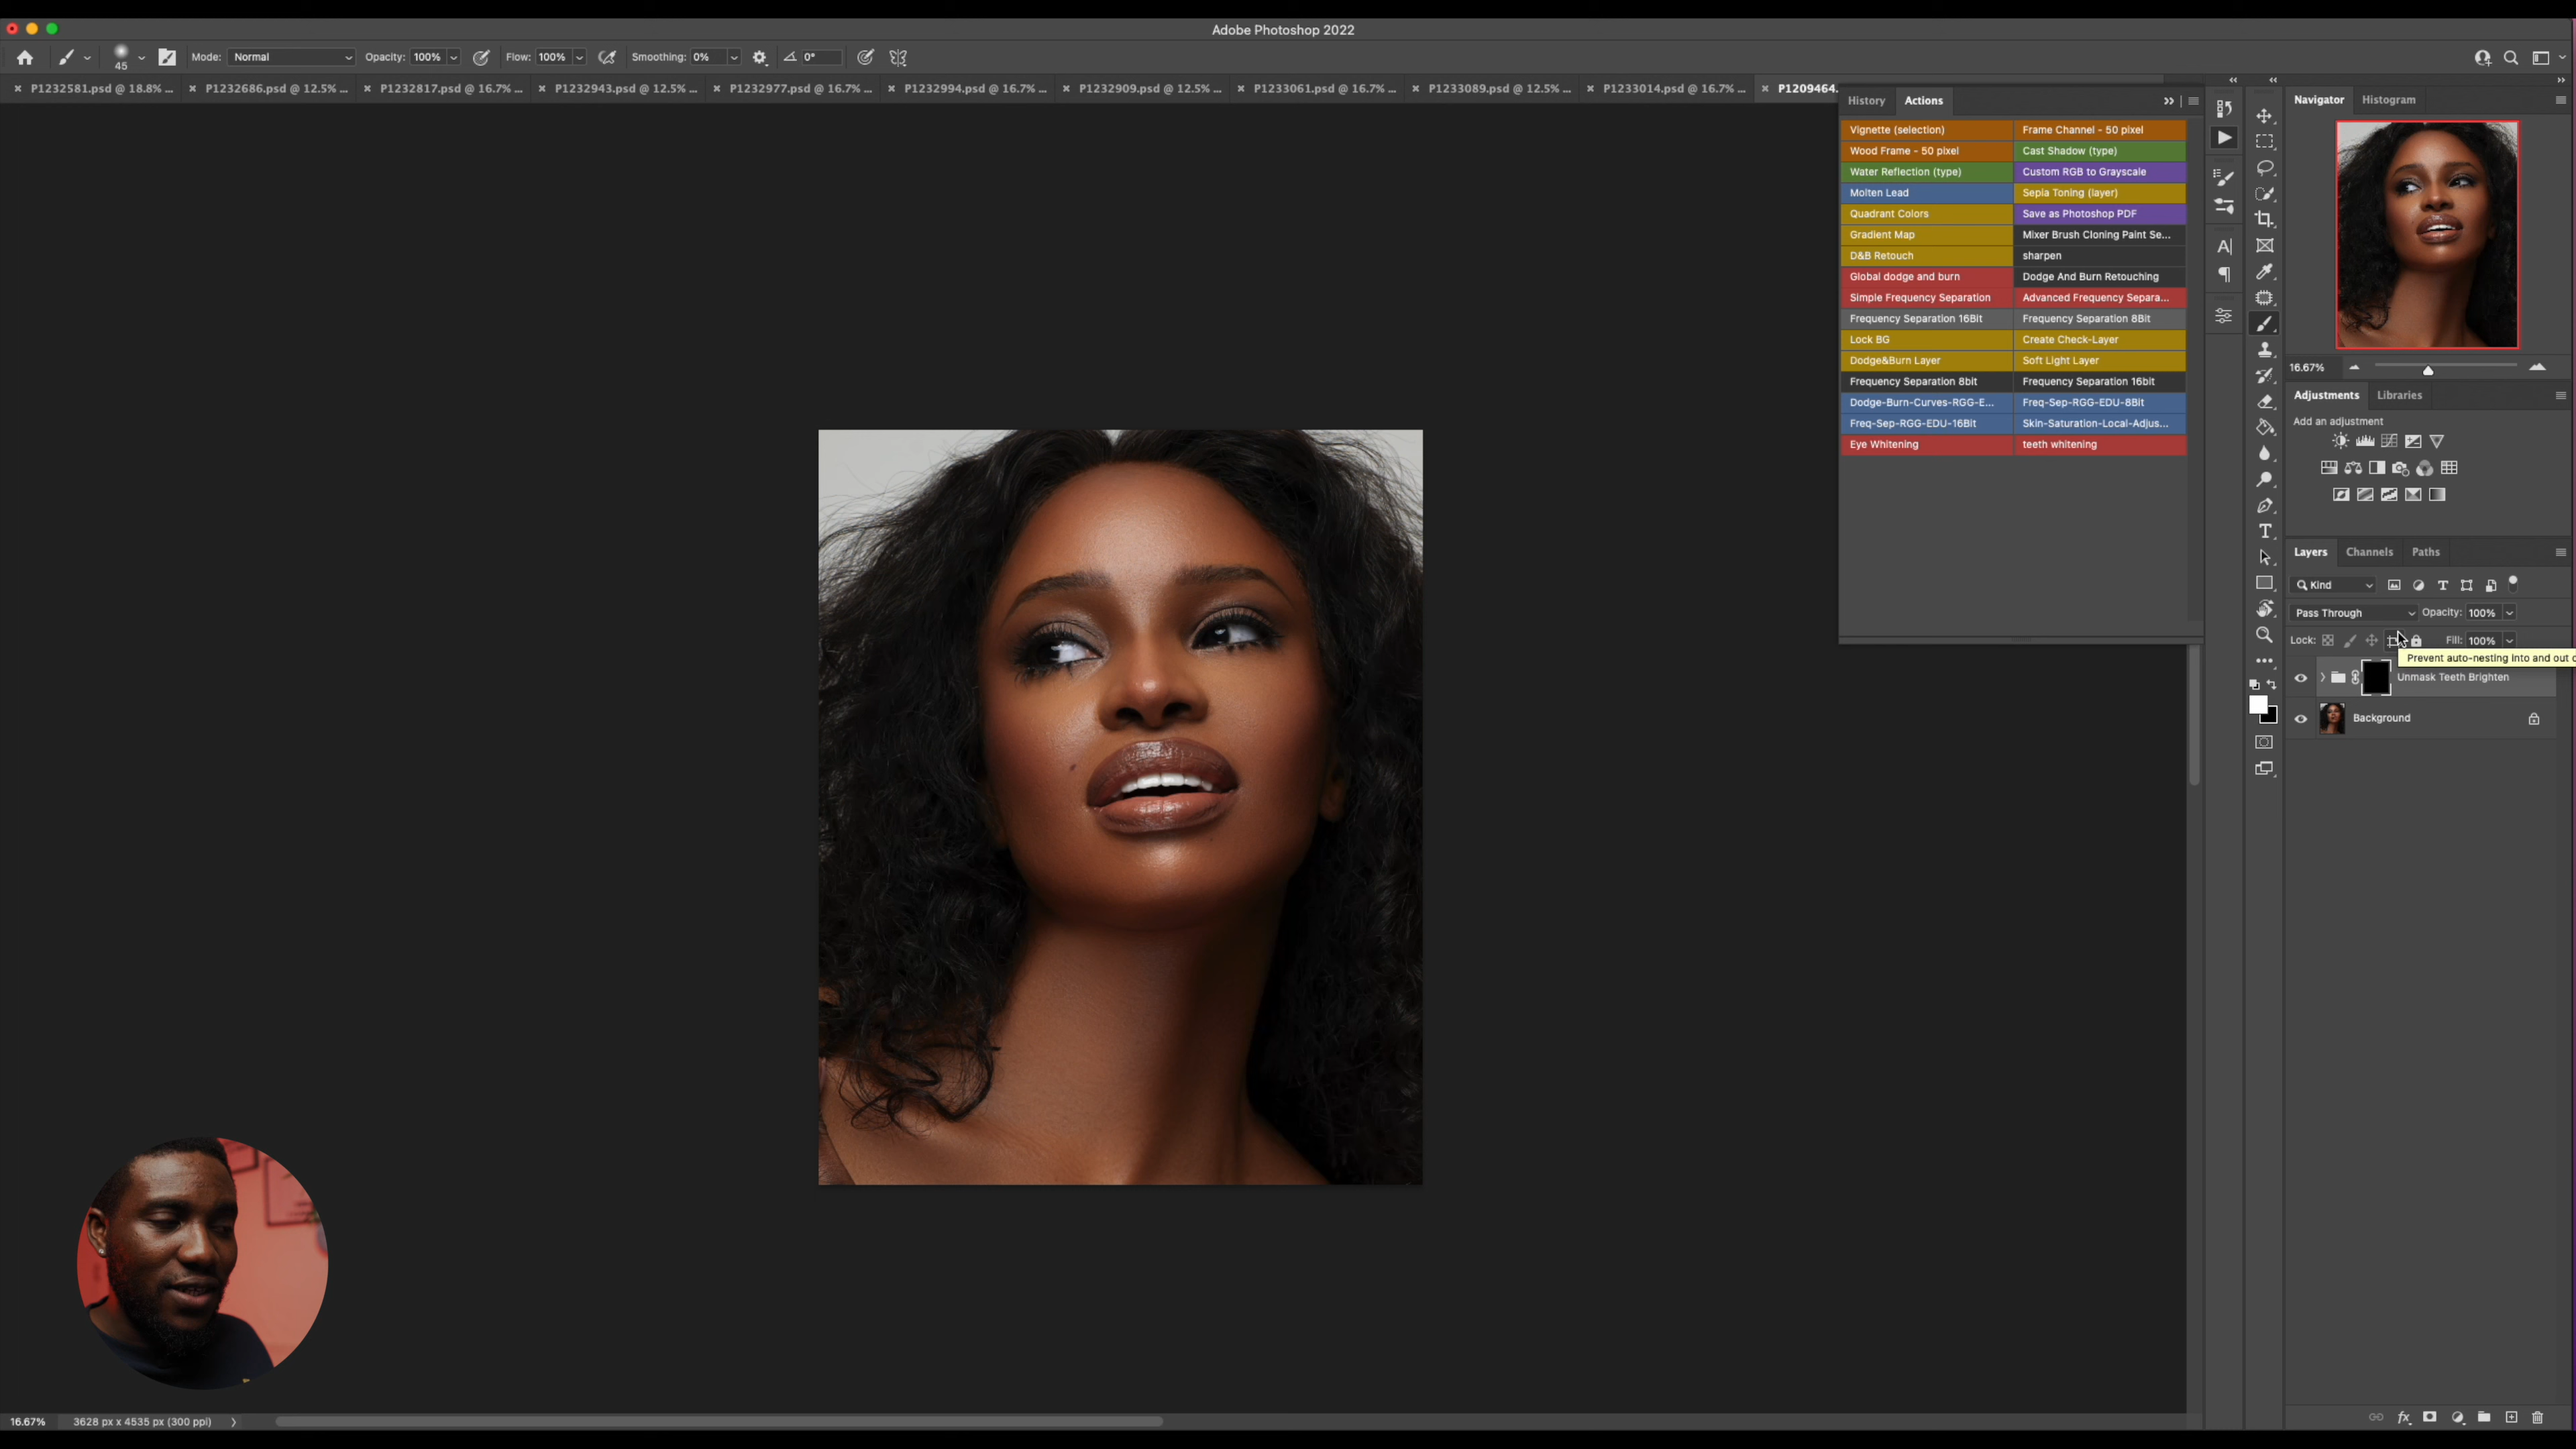 Adobe Photoshop 2022
45
Mode: Normal Opacity: 100% Flow: 100% Smoothing: 0% 0°
P1232581.psd @ 18.8% ... P1232686.psd @ 12.5% ... P1232817.psd @ 16.7% ... P1232943.psd @ 12.5% ... P1232977.psd @ 16.7% ... P1232994.psd @ 16.7% ... P1232909.psd @ 12.5% ... P1233061.psd @ 16.7% ... P1233089.psd @ 12.5% ... P1233014.psd @ 16.7% ... P1209464.
History Actions
Vignette (selection) Frame Channel - 50 pixel
Wood Frame - 50 pixel Cast Shadow (type)
Water Reflection (type) Custom RGB to Grayscale
Molten Lead Sepia Toning (layer)
Quadrant Colors Save as Photoshop PDF
Gradient Map Mixer Brush Cloning Paint Se...
D&B Retouch sharpen
Global dodge and burn Dodge And Burn Retouching
Simple Frequency Separation Advanced Frequency Separa...
Frequency Separation 16Bit Frequency Separation 8Bit
Lock BG Create Check-Layer
Dodge&Burn Layer Soft Light Layer
Frequency Separation 8bit Frequency Separation 16bit
Dodge-Burn-Curves-RGG-E... Freq-Sep-RGG-EDU-8Bit
Freq-Sep-RGG-EDU-16Bit Skin-Saturation-Local-Adjus...
Eye Whitening teeth whitening
Navigator Histogram
16.67%
Adjustments Libraries
Add an adjustment
Layers Channels Paths
Kind
Pass Through Opacity: 100%
Lock: Fill: 100%
Prevent auto-nesting into and out
Unmask Teeth Brighten
Background
16.67% 3628 px x 4535 px (300 ppi)